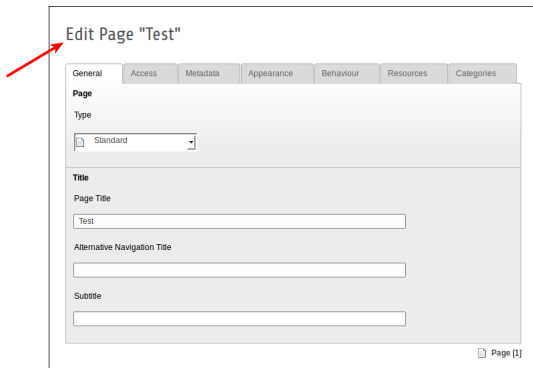 Edit Page "Test"
General Access Metadata Appearance Behaviour Resources Categories
Page
Type
Standard
Title
Page Title
Test
Alternative Navigation Title
Subtitle
Page [1]